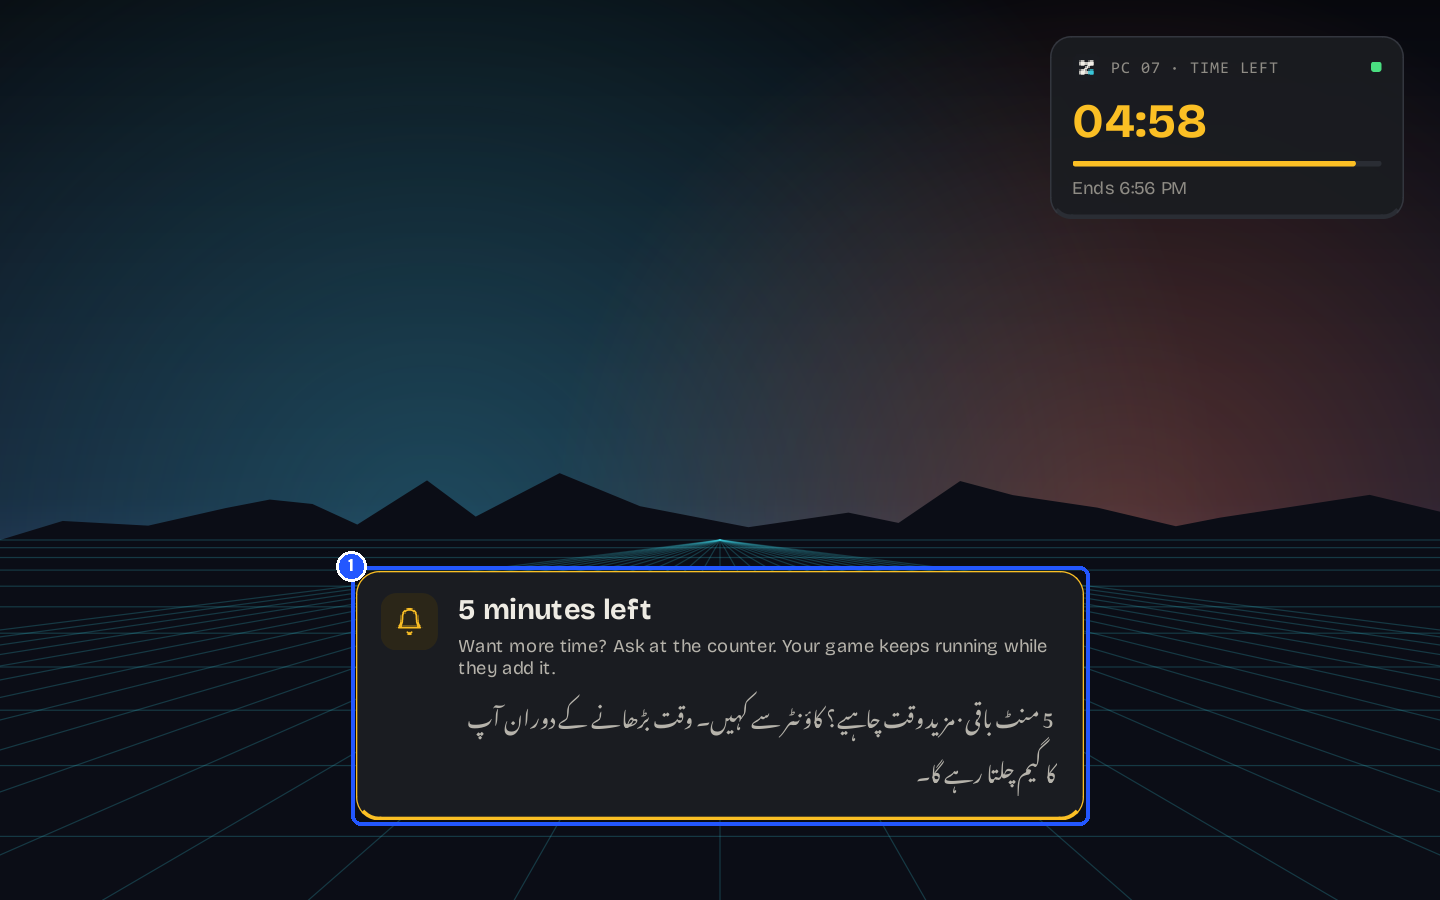 PC 07 · TIME LEFT
04:58
Ends 6:56 PM
1
5 minutes left
Want more time? Ask at the counter. Your game keeps running while
they add it.
5 منٹ باقی · مزید وقت چاہیے؟ کاؤنٹر سے کہیں۔ وقت بڑھانے کے دوران آپ
کا گیم چلتا رہے گا۔